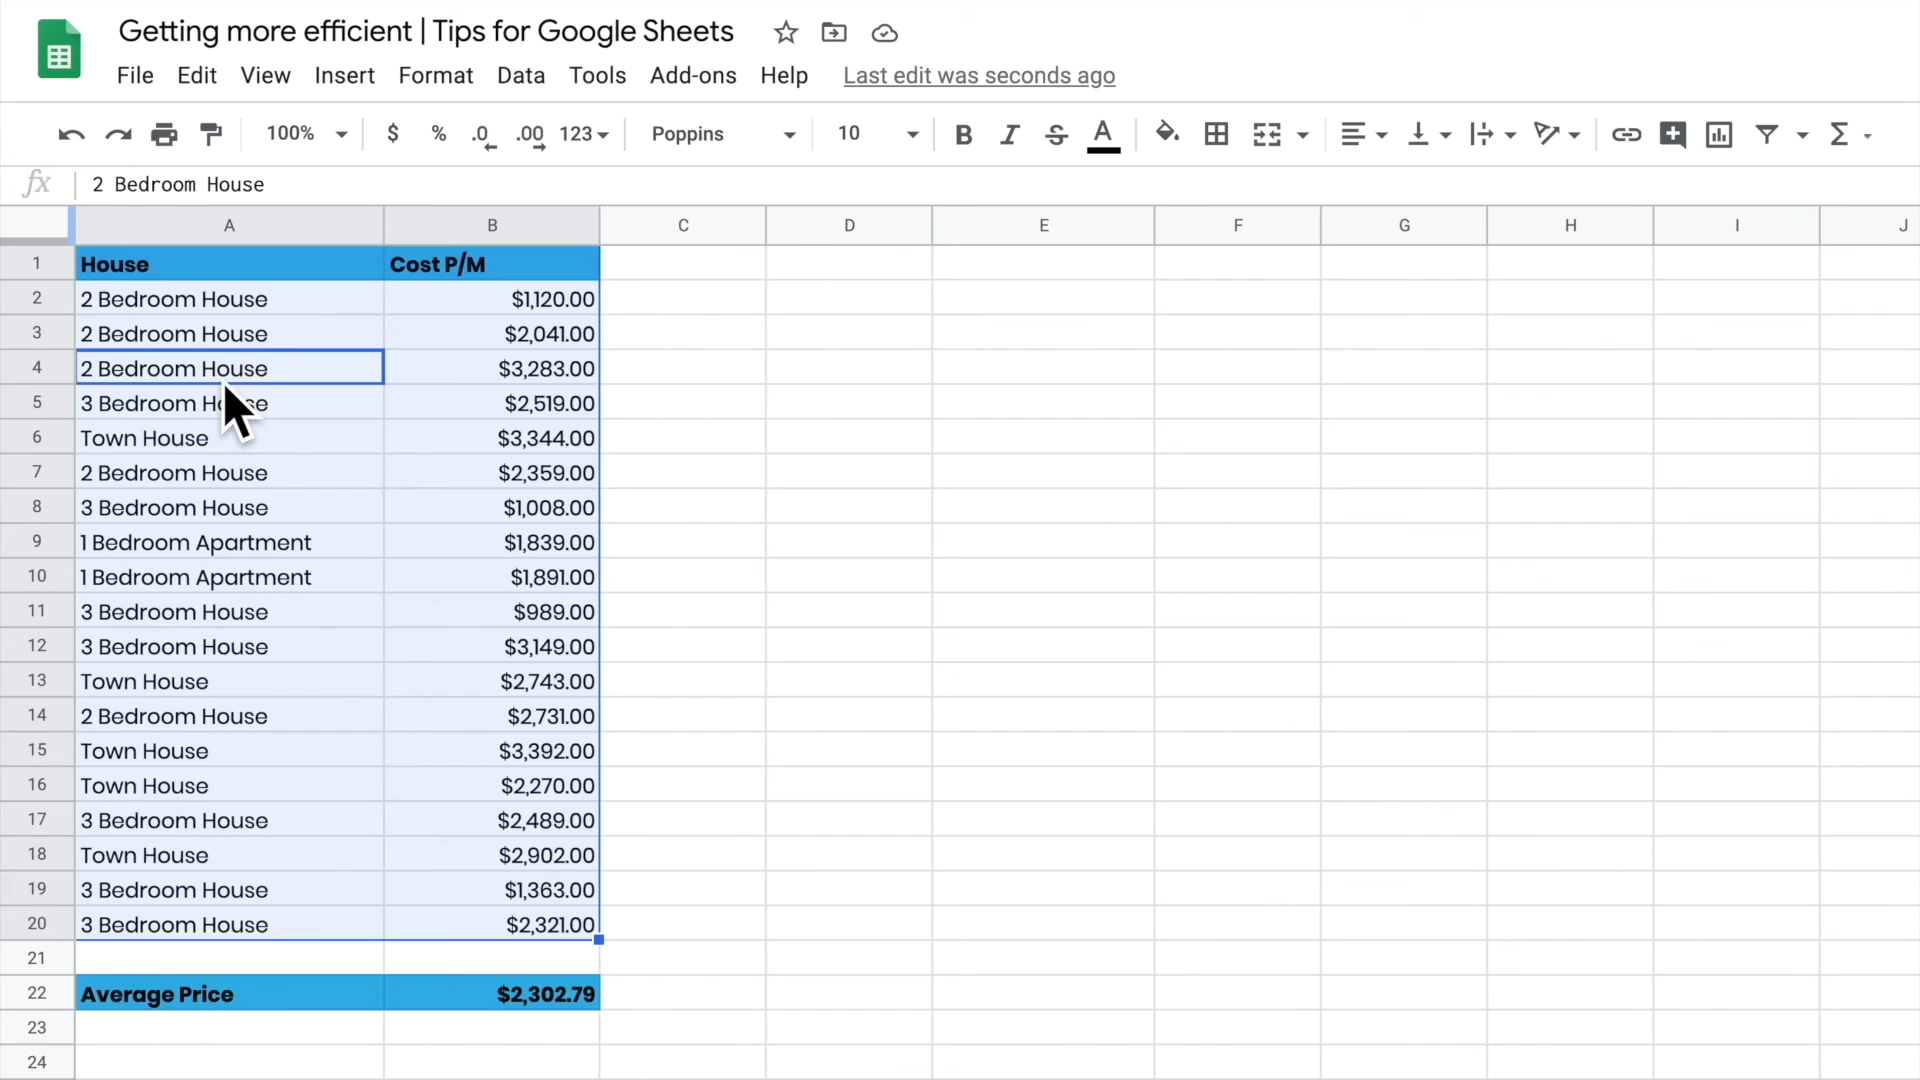 Getting more efficient | Tips for Google Sheets
File Edit View Insert Format Data Tools Add-ons Help Last edit was seconds ago
100% $ % .0 .00 123 Poppins 10 B I S A Σ
fx 2 Bedroom House
A B C D E F G H I J
1 House Cost P/M
2 2 Bedroom House $1,120.00
3 2 Bedroom House $2,041.00
4 2 Bedroom House $3,283.00
5 3 Bedroom House $2,519.00
6 Town House $3,344.00
7 2 Bedroom House $2,359.00
8 3 Bedroom House $1,008.00
9 1 Bedroom Apartment $1,839.00
10 1 Bedroom Apartment $1,891.00
11 3 Bedroom House $989.00
12 3 Bedroom House $3,149.00
13 Town House $2,743.00
14 2 Bedroom House $2,731.00
15 Town House $3,392.00
16 Town House $2,270.00
17 3 Bedroom House $2,489.00
18 Town House $2,902.00
19 3 Bedroom House $1,363.00
20 3 Bedroom House $2,321.00
21
22 Average Price $2,302.79
23
24